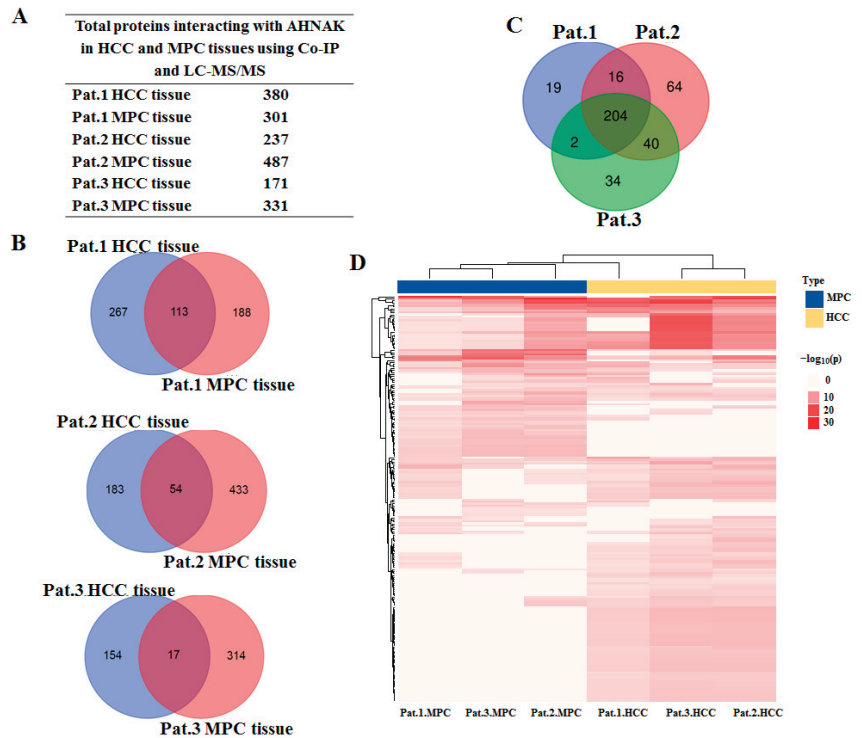 A
Total proteins interacting with AHNAK
in HCC and MPC tissues using Co-IP
and LC-MS/MS
Pat.1 HCC tissue 380
Pat.1 MPC tissue 301
Pat.2 HCC tissue 237
Pat.2 MPC tissue 487
Pat.3 HCC tissue 171
Pat.3 MPC tissue 331
B
Pat.1 HCC tissue
267 113 188
Pat.1 MPC tissue
Pat.2 HCC tissue
183 54 433
Pat.2 MPC tissue
Pat.3 HCC tissue
154 17 314
Pat.3 MPC tissue
C
Pat.1 Pat.2
19 16 64
204
2 40
34
Pat.3
D
Type
MPC
HCC
−log10(p)
0
10
20
30
Pat.1.MPC Pat.3.MPC Pat.2.MPC Pat.1.HCC Pat.3.HCC Pat.2.HCC